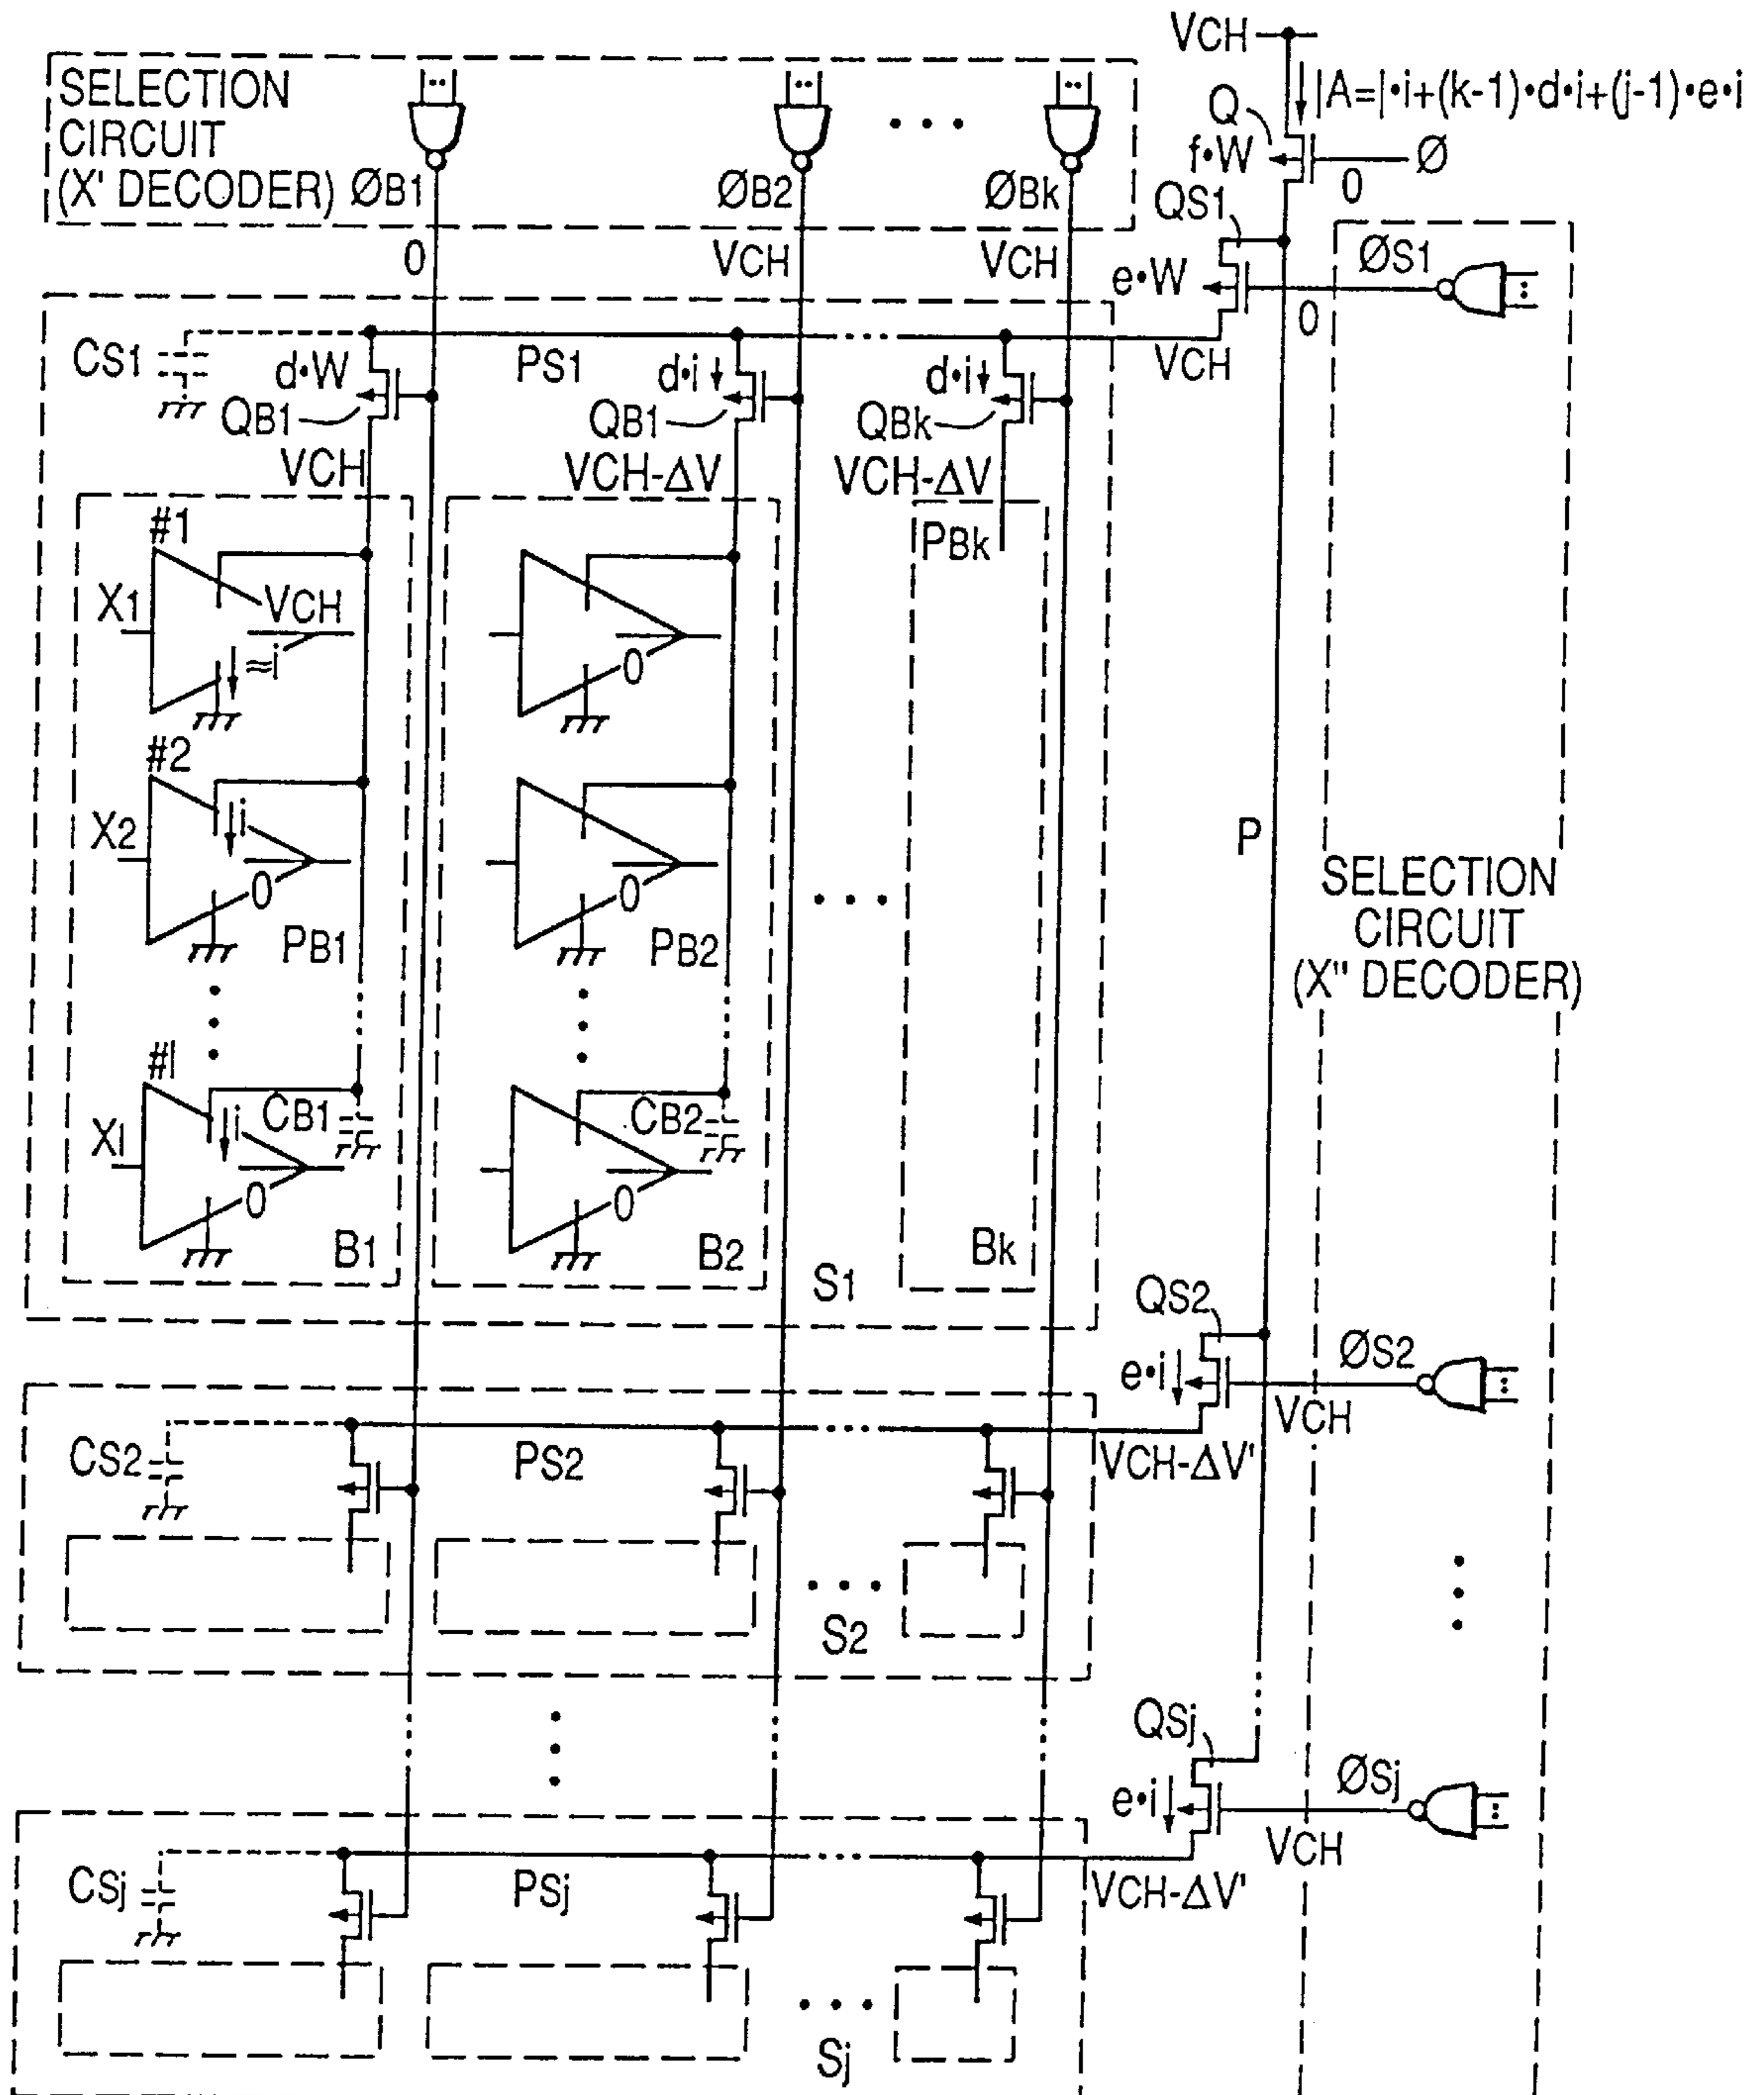 VCH
SELECTION
CIRCUIT
(X' DECODER)
ØB1
ØB2
ØBk
• • •
Q
IA=l•i+(k-1)•d•i+(j-1)•e•i
f•W
Ø
0
QS1
0
VCH
VCH
e•W
ØS1
0
VCH
CS1
d•W
QB1
PS1
d•i
QB1
d•i
QBk
VCH
VCH-ΔV
VCH-ΔV
PBk
#1
X1
VCH
≈i
0
#2
X2
i
0
PB1
0
PB2
P
SELECTION
CIRCUIT
(X" DECODER)
#l
Xl
i
CB1
0
B1
CB2
0
B2
Bk
S1
QS2
e•i
ØS2
VCH
CS2
PS2
VCH-ΔV'
S2
QSj
e•i
ØSj
VCH
CSj
PSj
VCH-ΔV'
Sj